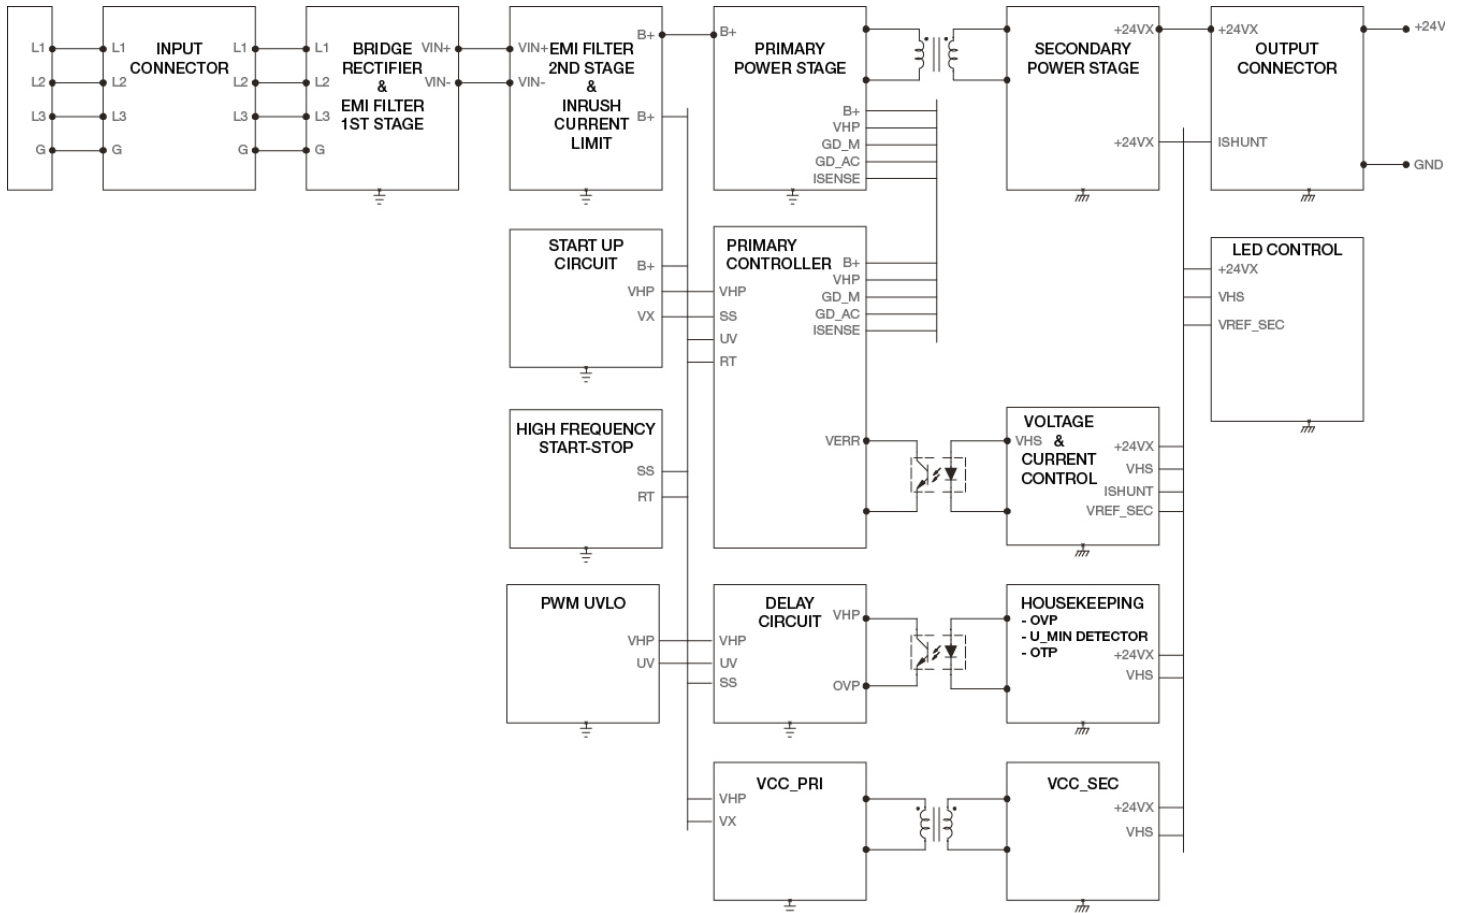 L1
L2
L3
G
INPUT
CONNECTOR
L1
L2
L3
G
L1
L2
L3
G
BRIDGE
RECTIFIER
&
EMI FILTER
1ST STAGE
L1
L2
L3
G
VIN+
VIN-
EMI FILTER
2ND STAGE
&
INRUSH
CURRENT
LIMIT
VIN+
VIN-
B+
B+
PRIMARY
POWER STAGE
B+
B+
VHP
GD_M
GD_AC
ISENSE
SECONDARY
POWER STAGE
+24VX
+24VX
OUTPUT
CONNECTOR
+24VX
ISHUNT
+24V
GND
START UP
CIRCUIT
B+
VHP
VX
PRIMARY
CONTROLLER
VHP
SS
UV
RT
B+
VHP
GD_M
GD_AC
ISENSE
VERR
LED CONTROL
+24VX
VHS
VREF_SEC
HIGH FREQUENCY
START-STOP
SS
RT
VOLTAGE
&
CURRENT
CONTROL
VHS
+24VX
VHS
ISHUNT
VREF_SEC
PWM UVLO
VHP
UV
DELAY
CIRCUIT
VHP
UV
SS
VHP
OVP
HOUSEKEEPING
- OVP
- U_MIN DETECTOR
- OTP
+24VX
VHS
VCC_PRI
VHP
VX
VCC_SEC
+24VX
VHS